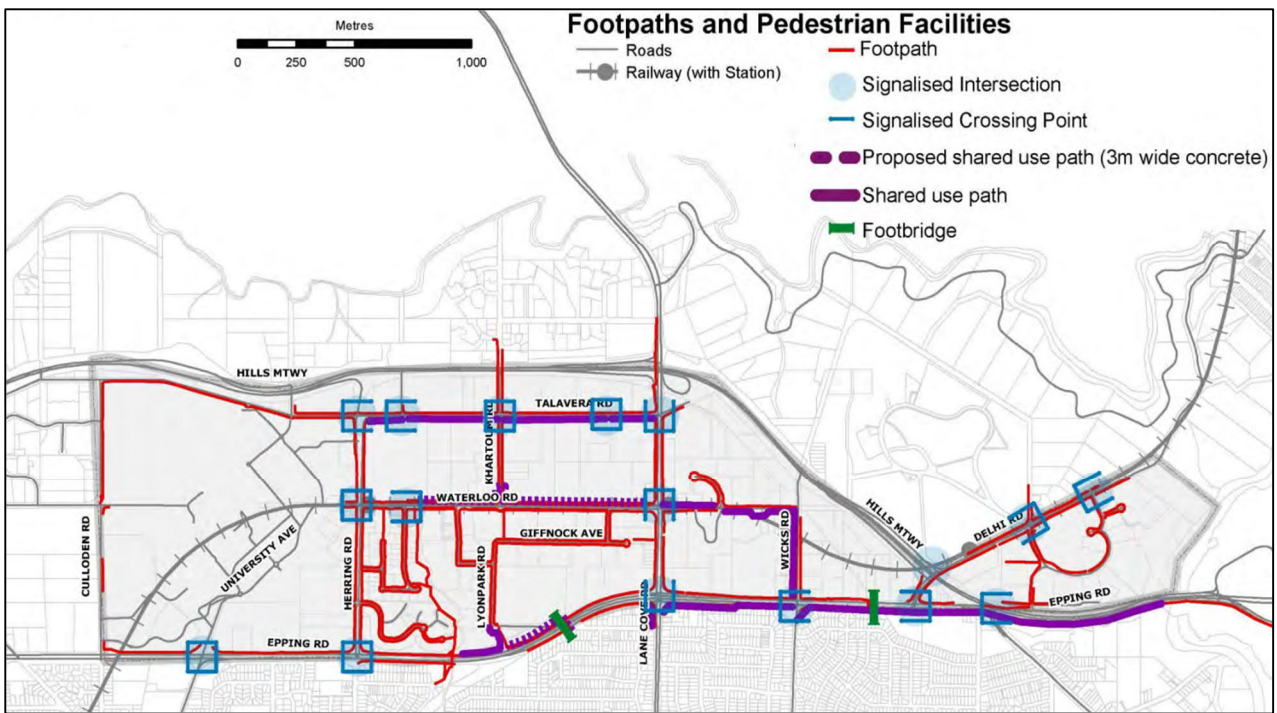 Footpaths and Pedestrian Facilities
Metres
0 250 500 1,000
Roads
Railway (with Station)
Footpath
Signalised Intersection
Signalised Crossing Point
Proposed shared use path (3m wide concrete)
Shared use path
Footbridge
HILLS MTWY
TALAVERA RD
KHARTOUM RD
WATERLOO RD
GIFFNOCK AVE
CULLODEN RD
UNIVERSITY AVE
HERRING RD
LYONPARK RD
LANE COVE RD
WICKS RD
HILLS MTWY
DELHI RD
EPPING RD
EPPING RD